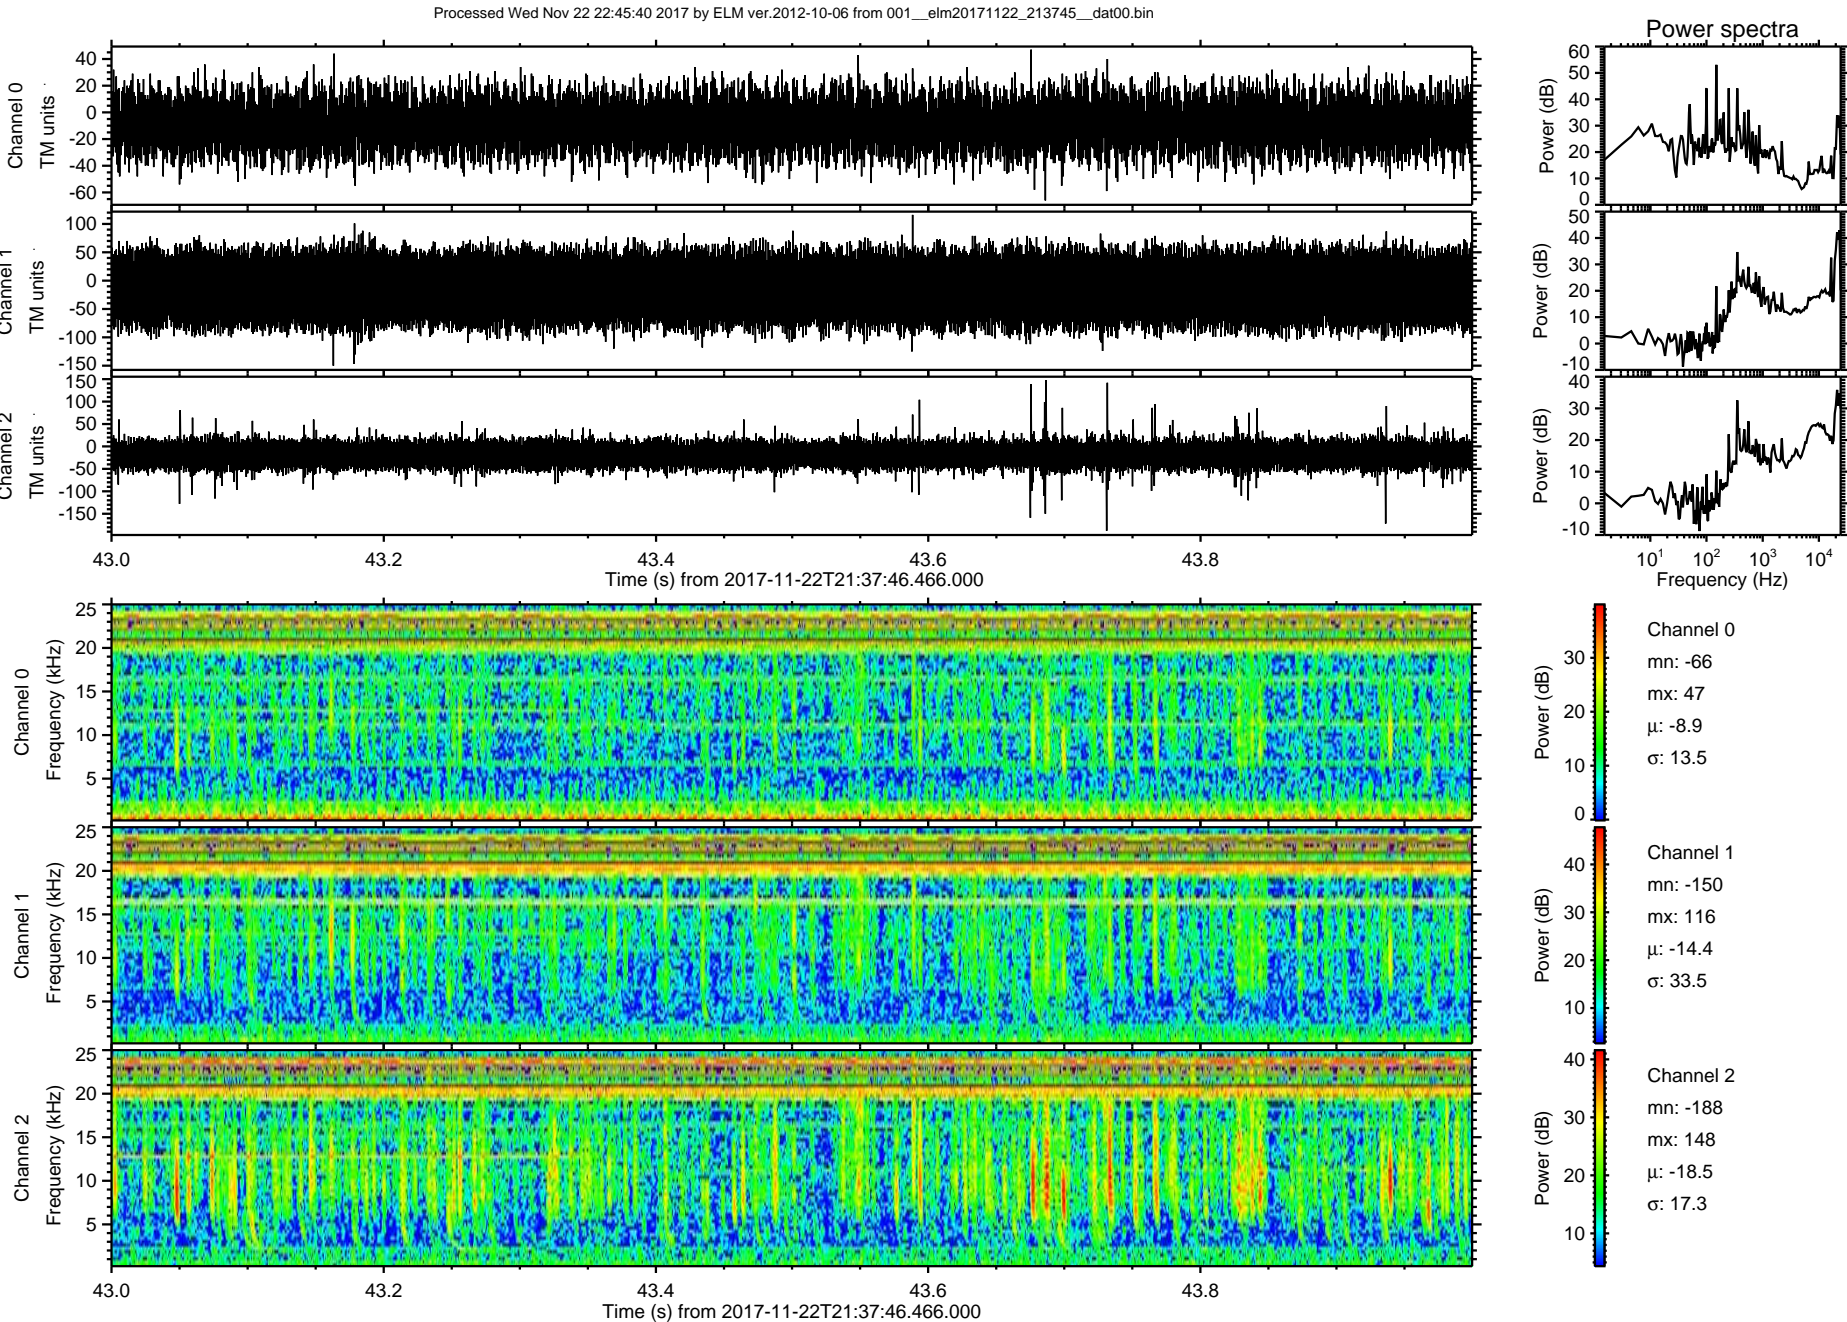 Processed Wed Nov 22 22:45:40 2017 by ELM ver.2012-10-06 from 001__elm20171122_213745__dat00.bin
Power spectra
Channel 0
TM units
40
20
0
-20
-40
-60
Power (dB)
60
50
40
30
20
10
0
Channel 1
TM units
100
50
0
-50
-100
-150
Power (dB)
50
40
30
20
10
0
-10
Channel 2
TM units
150
100
50
0
-50
-100
-150
Power (dB)
40
30
20
10
0
-10
43.0 43.2 43.4 43.6 43.8
Time (s) from 2017-11-22T21:37:46.466.000
10^1 10^2 10^3 10^4
Frequency (Hz)
Channel 0
Frequency (kHz)
25
20
15
10
5
Power (dB)
30
20
10
0
Channel 0
mn: -66
mx: 47
μ: -8.9
σ: 13.5
Channel 1
Frequency (kHz)
25
20
15
10
5
Power (dB)
40
30
20
10
Channel 1
mn: -150
mx: 116
μ: -14.4
σ: 33.5
Channel 2
Frequency (kHz)
25
20
15
10
5
Power (dB)
40
30
20
10
Channel 2
mn: -188
mx: 148
μ: -18.5
σ: 17.3
43.0 43.2 43.4 43.6 43.8
Time (s) from 2017-11-22T21:37:46.466.000